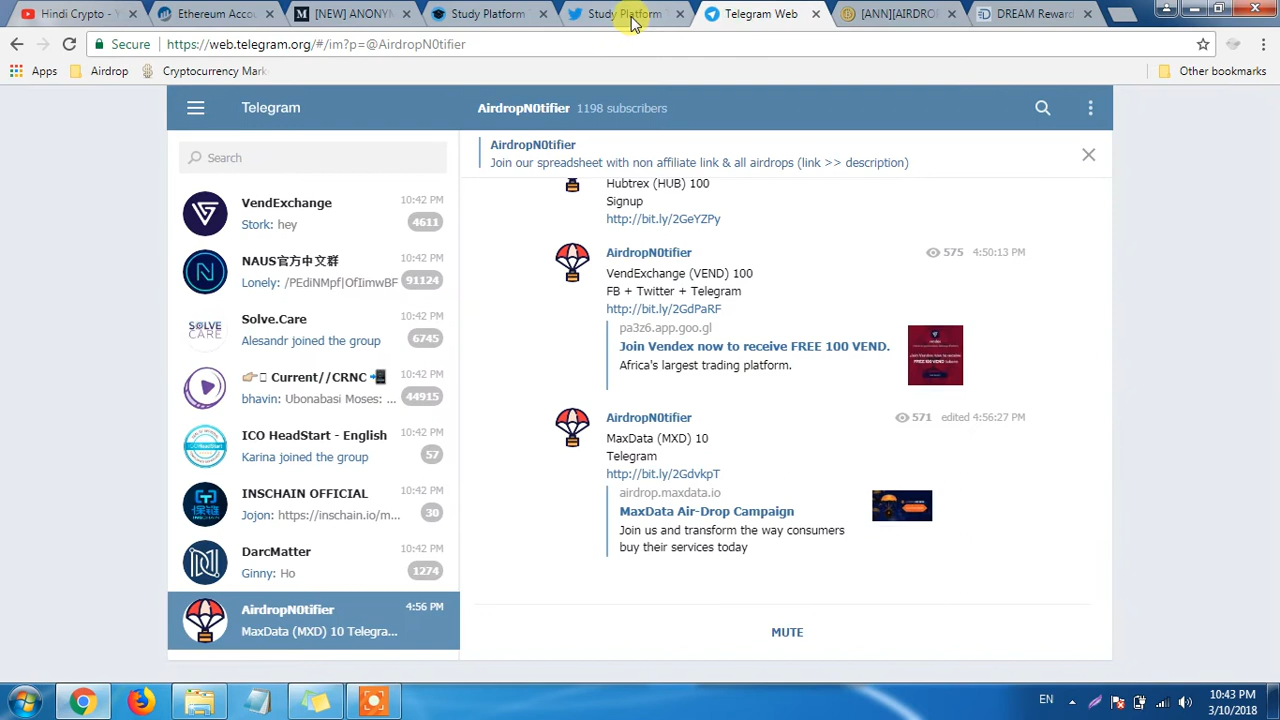 Hindi Crypto - Y
Ethereum Accou
[NEW] ANONYM
Study Platform
Study Platform
Telegram Web
[ANN][AIRDROP
DREAM Reward
Secure
https://web.telegram.org/#/im?p=@AirdropN0tifier
Apps
Airdrop
Cryptocurrency Mark
Other bookmarks
Telegram
AirdropN0tifier 1198 subscribers
Search
AirdropN0tifier
Join our spreadsheet with non affiliate link & all airdrops (link >> description)
VendExchange 10:42 PM
Stork: hey 4611
NAUS官方中文群 10:42 PM
Lonely: /PEdiNMpf|OfIimwBF 91124
SOLVE
CARE
Solve.Care 10:42 PM
Alesandr joined the group 6745
👉🏻 Current//CRNC 📲 10:42 PM
bhavin: Ubonabasi Moses: ... 44915
ICO HeadStart - English 10:42 PM
Karina joined the group 57
INSCHAIN OFFICIAL 10:42 PM
Jojon: https://inschain.io/m... 30
DarcMatter 10:42 PM
Ginny: Ho 1274
AirdropN0tifier 4:56 PM
MaxData (MXD) 10 Telegra...
Hubtrex (HUB) 100
Signup
http://bit.ly/2GeYZPy
AirdropN0tifier 575 4:50:13 PM
VendExchange (VEND) 100
FB + Twitter + Telegram
http://bit.ly/2GdPaRF
pa3z6.app.goo.gl
Join Vendex now to receive FREE 100 VEND.
Africa's largest trading platform.
AirdropN0tifier 571 edited 4:56:27 PM
MaxData (MXD) 10
Telegram
http://bit.ly/2GdvkpT
airdrop.maxdata.io
MaxData Air-Drop Campaign
Join us and transform the way consumers
buy their services today
MUTE
EN
10:43 PM
3/10/2018